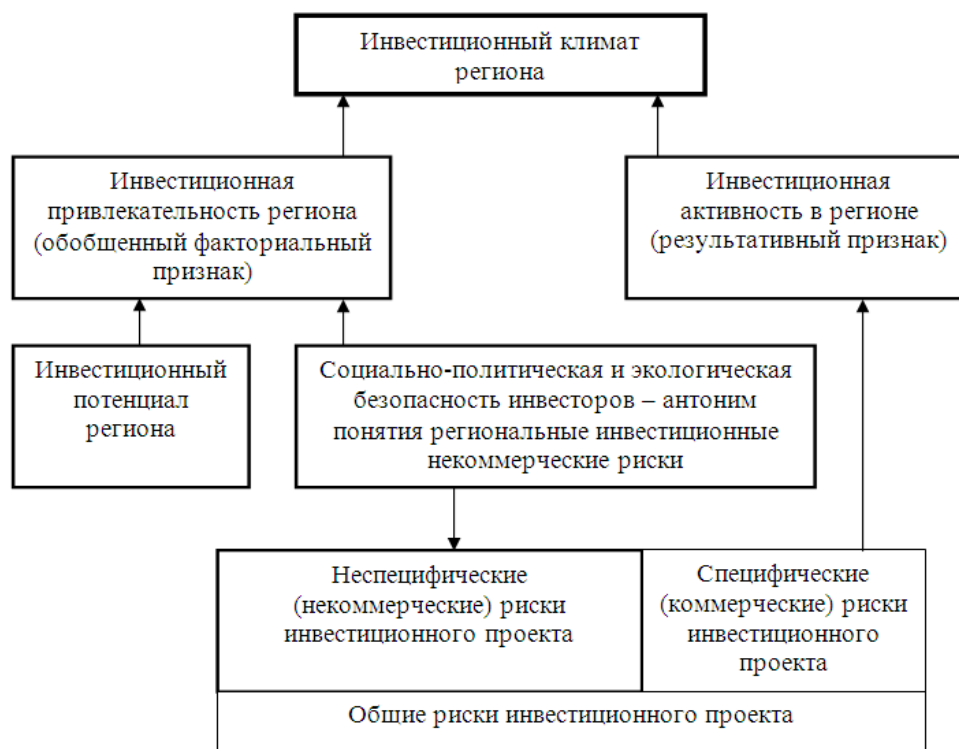 Инвестиционный климат
региона
Инвестиционная
привлекательность региона
(обобшенный факториальный
признак)
Инвестиционная
активность в регионе
(результативный признак)
Инвестиционный
потенциал
региона
Социально-политическая и экологическая
безопасность инвесторов – антоним
понятия региональные инвестиционные
некоммерческие риски
Неспецифические
(некоммерческие) риски
инвестиционного проекта
Специфические
(коммерческие) риски
инвестиционного
проекта
Общие риски инвестиционного проекта